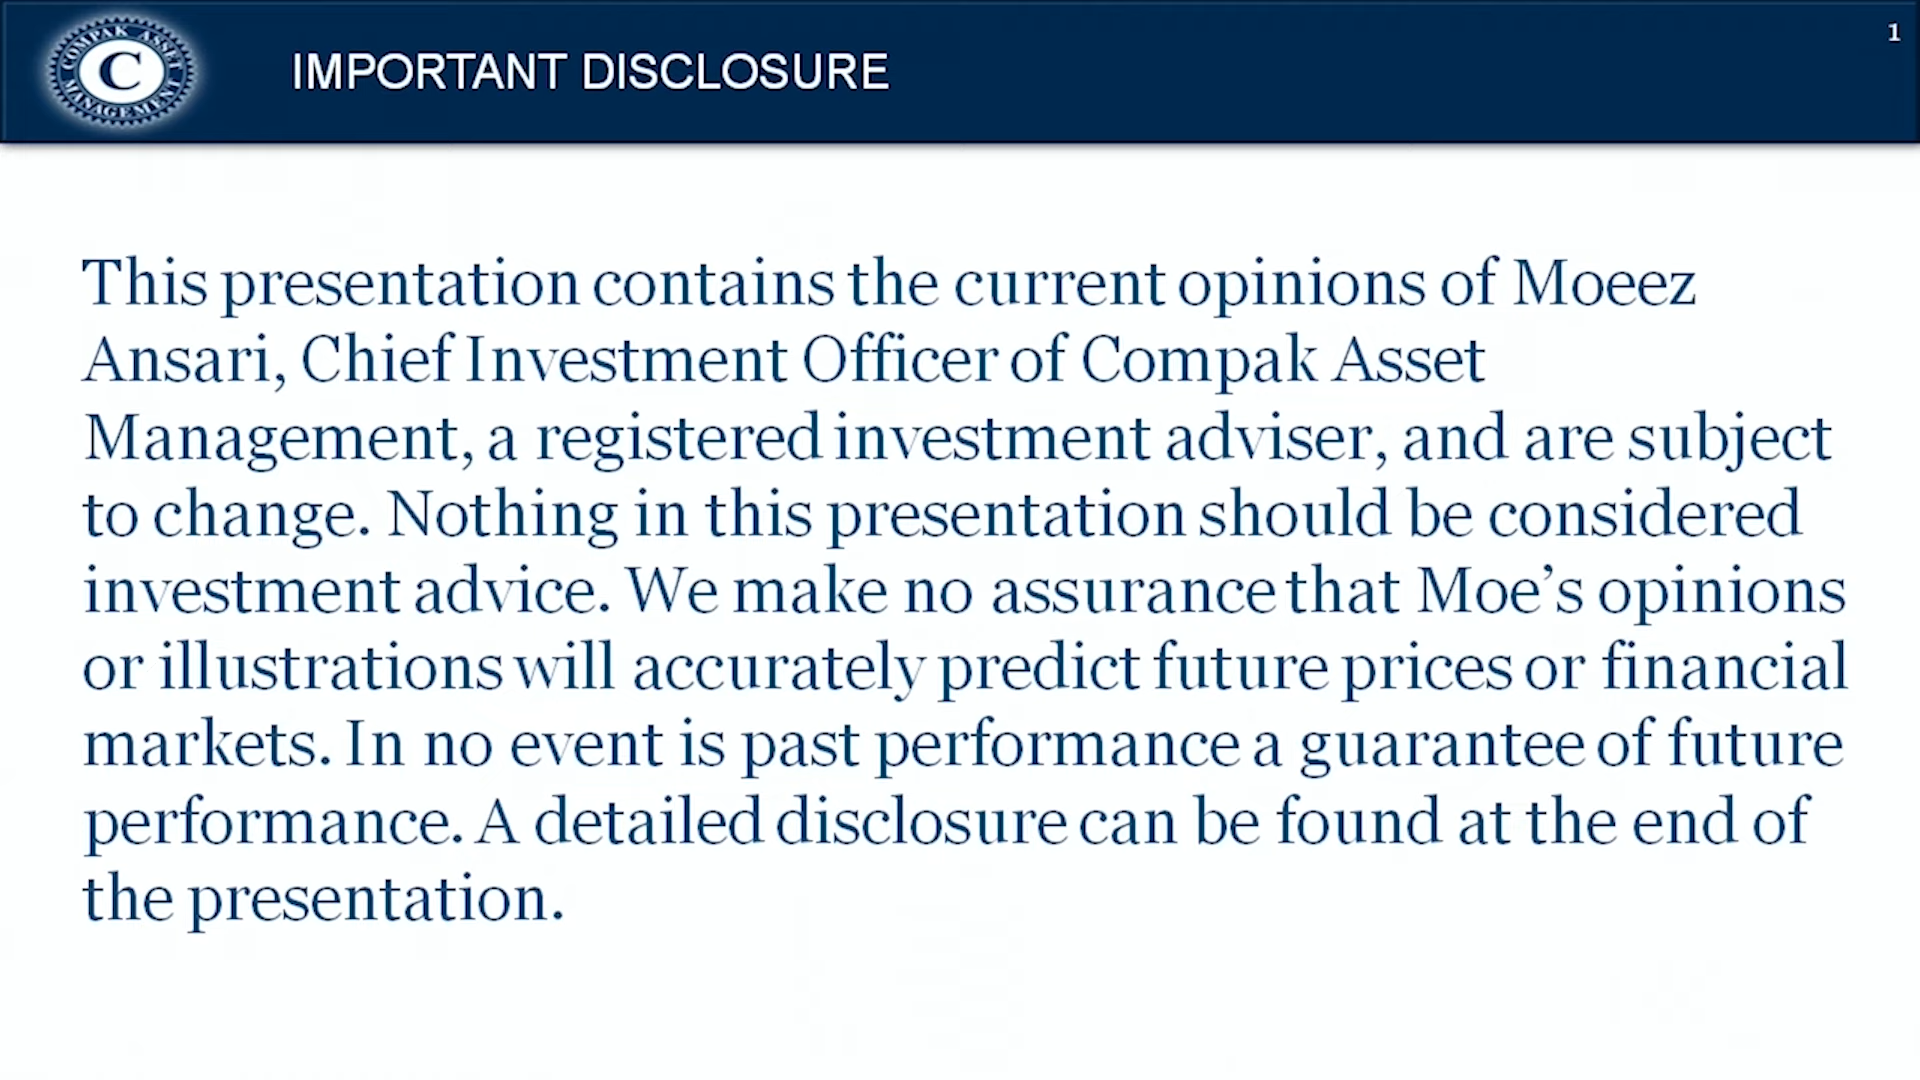 COMPAK ASSET
C
MANAGEMENT
IMPORTANT DISCLOSURE
1
This presentation contains the current opinions of Moeez
Ansari, Chief Investment Officer of Compak Asset
Management, a registered investment adviser, and are subject
to change. Nothing in this presentation should be considered
investment advice. We make no assurance that Moe’s opinions
or illustrations will accurately predict future prices or financial
markets. In no event is past performance a guarantee of future
performance. A detailed disclosure can be found at the end of
the presentation.